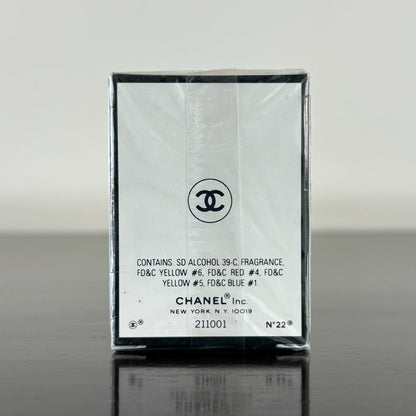 CONTAINS: SD ALCOHOL 39-C, FRAGRANCE,
FD&C YELLOW #6, FD&C RED #4, FD&C
YELLOW #5, FD&C BLUE #1.
CHANEL® Inc.
NEW YORK, N.Y. 10019
211001
N°22®